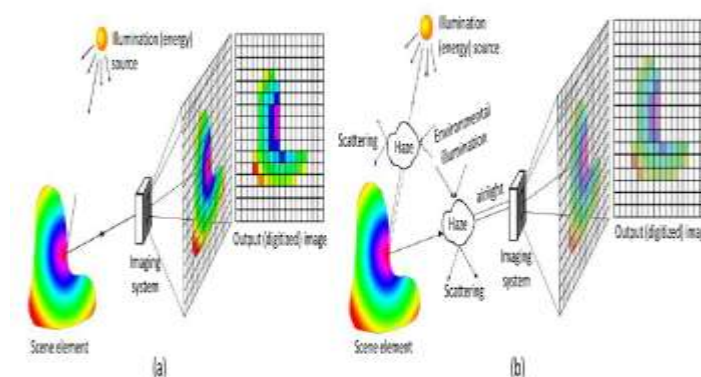 Illumination (energy)
source
Output (digitized) image
Imaging
system
Scene element
(a)
Illumination
(energy) source
Scattering
Haze
Environmental
illumination
airlight
Haze
Scattering
Imaging
system
Output (digitized) ima
Scene element
(b)